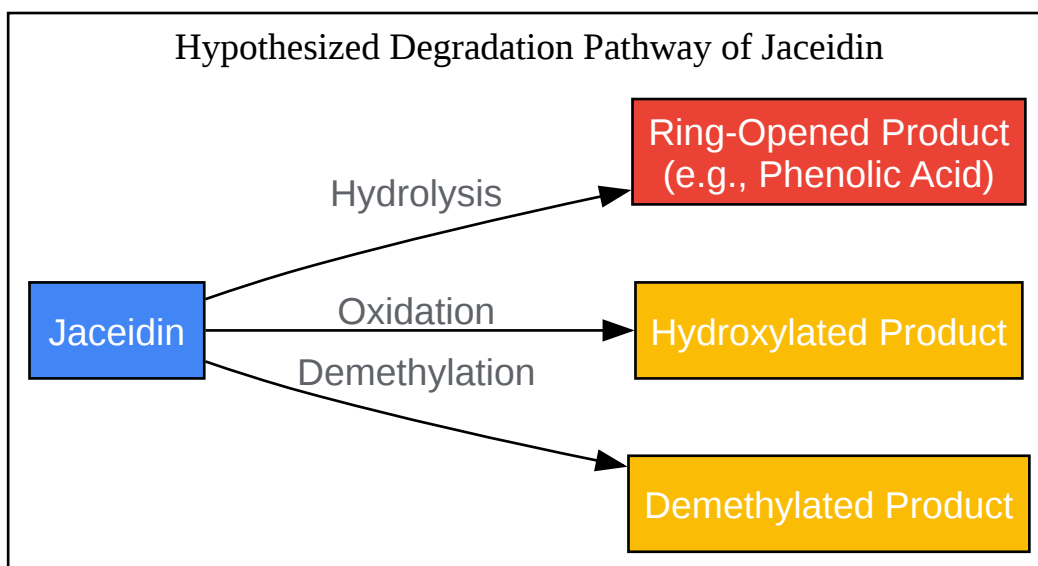 Hypothesized Degradation Pathway of Jaceidin
Ring-Opened Product
(e.g., Phenolic Acid)
Hydrolysis
Jaceidin
Oxidation
Hydroxylated Product
Demethylation
Demethylated Product